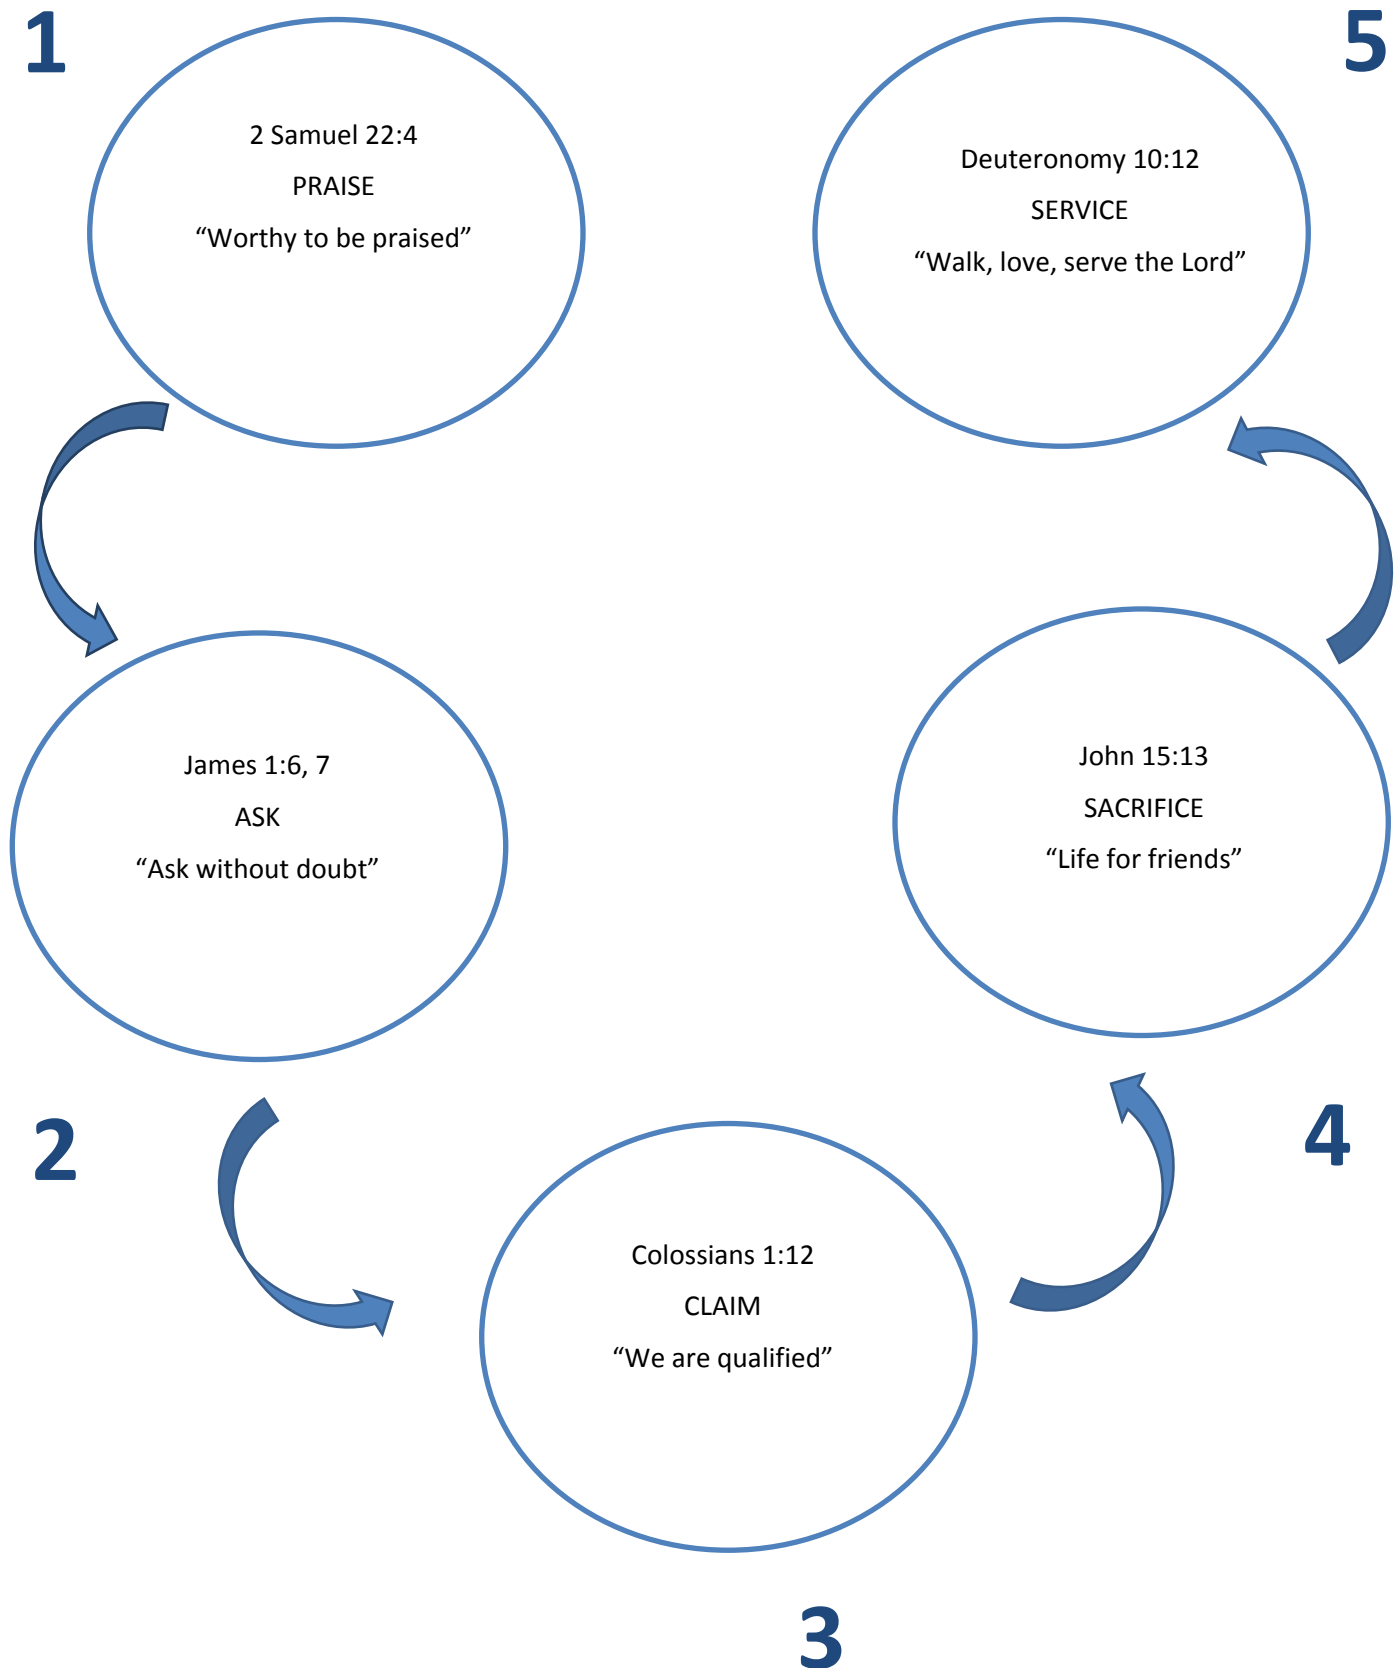 1
2 Samuel 22:4
PRAISE
“Worthy to be praised”
2
James 1:6, 7
ASK
“Ask without doubt”
3
Colossians 1:12
CLAIM
“We are qualified”
4
John 15:13
SACRIFICE
“Life for friends”
5
Deuteronomy 10:12
SERVICE
“Walk, love, serve the Lord”